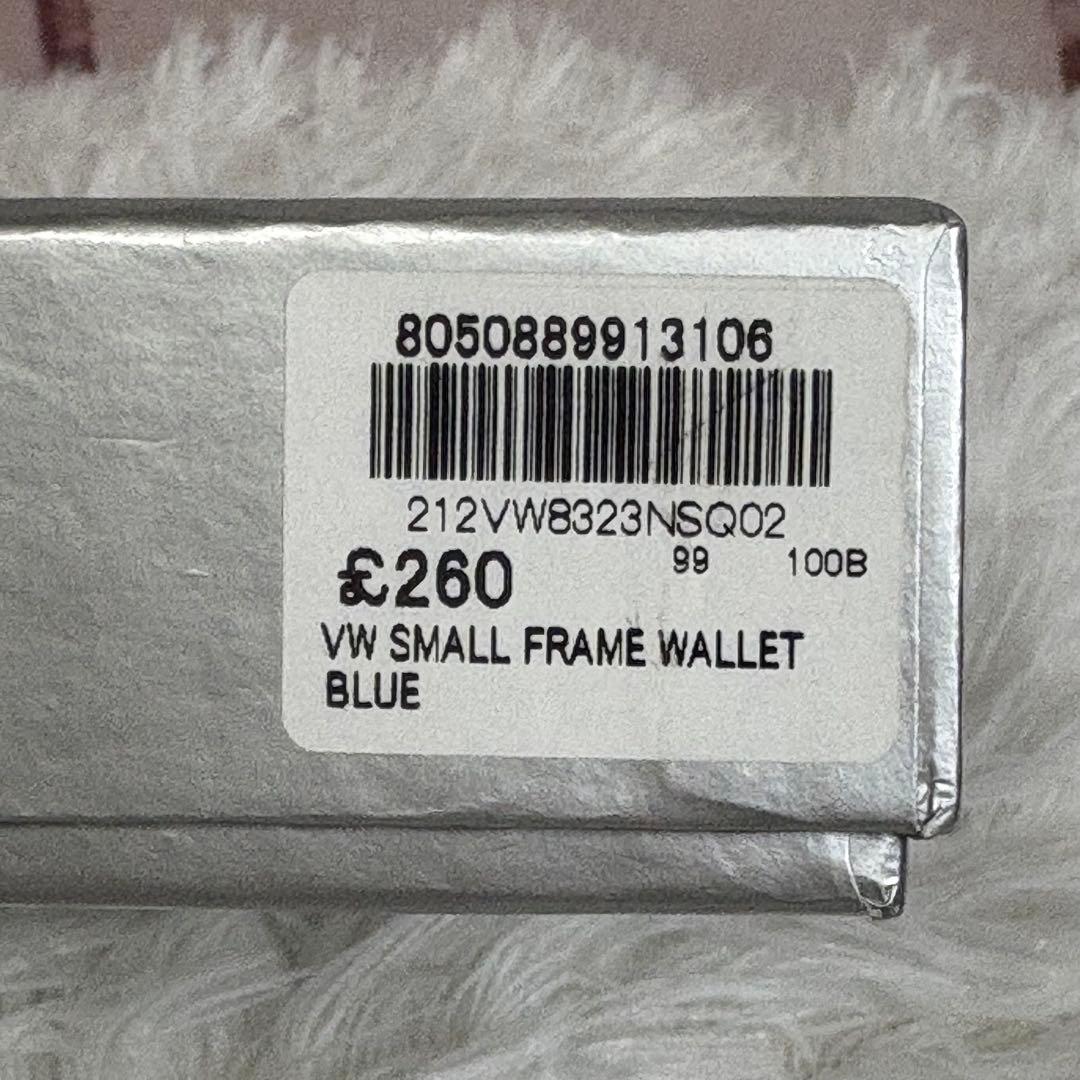 8050889913106
212VW8323NSQ02
99 100B
£260
VW SMALL FRAME WALLET
BLUE